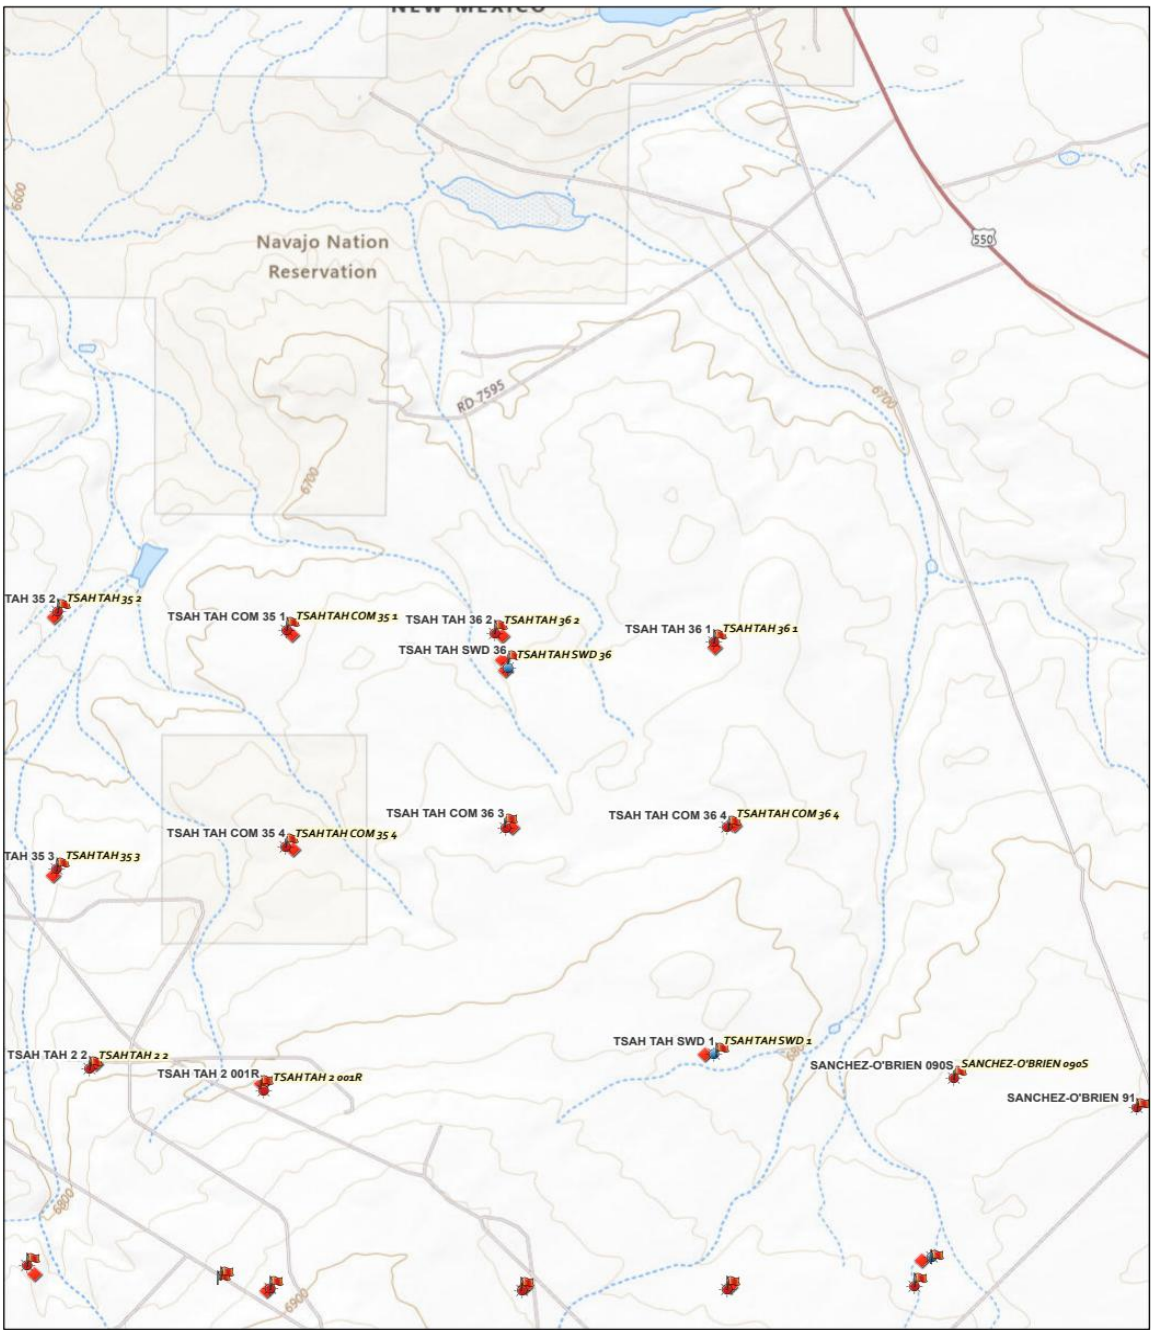 NEW MEXICO
6600
Navajo Nation
Reservation
550
RD 7595
6700
6700
TAH 35 2 TSAH TAH 35 2
TSAH TAH COM 35 1 TSAH TAH COM 35 1
TSAH TAH 36 2 TSAH TAH 36 2
TSAH TAH 36 1 TSAH TAH 36 1
TSAH TAH SWD 36 TSAH TAH SWD 36
TSAH TAH COM 36 3
TSAH TAH COM 36 4 TSAH TAH COM 36 4
TSAH TAH COM 35 4 TSAH TAH COM 35 4
TAH 35 3 TSAH TAH 35 3
TSAH TAH SWD 1 TSAH TAH SWD 1
TSAH TAH 2 2 TSAH TAH 2 2
TSAH TAH 2 001R TSAH TAH 2 001R
SANCHEZ-O'BRIEN 090S SANCHEZ-O'BRIEN 090S
SANCHEZ-O'BRIEN 91
6800
6900